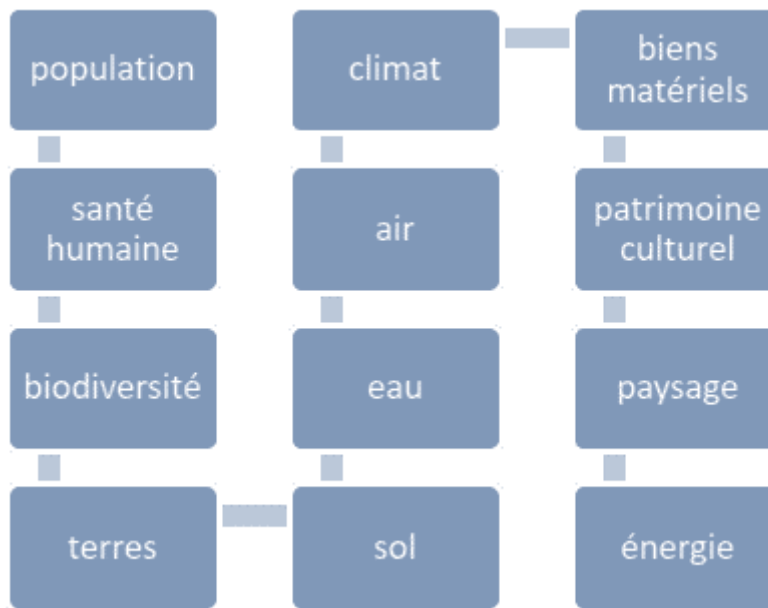 population
santé
humaine
biodiversité
terres
sol
eau
air
climat
biens
matériels
patrimoine
culturel
paysage
énergie